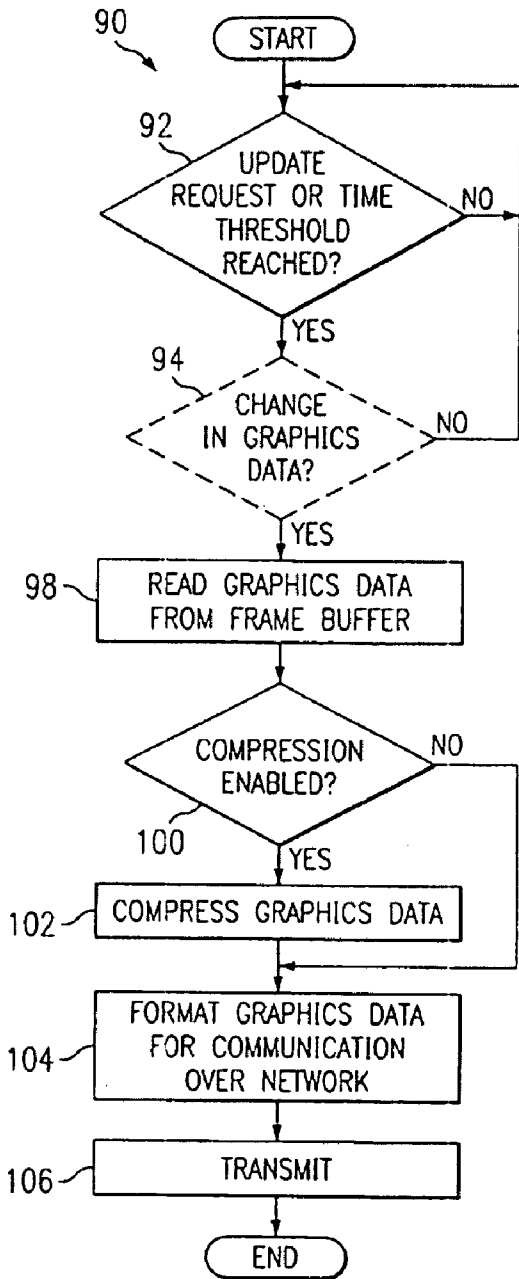 90
START
92
UPDATE
REQUEST OR TIME
THRESHOLD
REACHED?
NO
YES
94
CHANGE
IN GRAPHICS
DATA?
NO
YES
98
READ GRAPHICS DATA
FROM FRAME BUFFER
COMPRESSION
ENABLED?
NO
100
YES
102
COMPRESS GRAPHICS DATA
104
FORMAT GRAPHICS DATA
FOR COMMUNICATION
OVER NETWORK
106
TRANSMIT
END